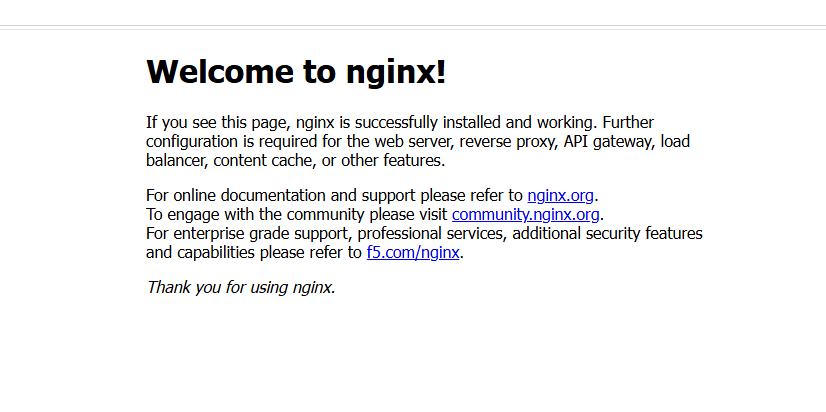 Welcome to nginx!
If you see this page, nginx is successfully installed and working. Further
configuration is required for the web server, reverse proxy, API gateway, load
balancer, content cache, or other features.
For online documentation and support please refer to nginx.org.
To engage with the community please visit community.nginx.org.
For enterprise grade support, professional services, additional security features
and capabilities please refer to f5.com/nginx.
Thank you for using nginx.